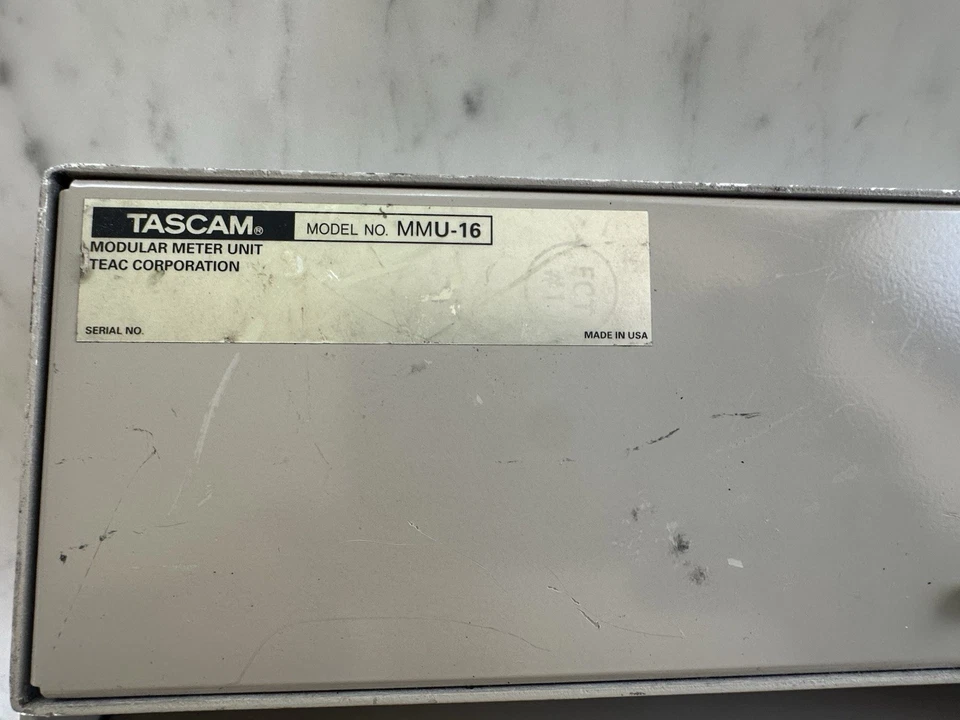 TASCAM® MODEL NO. MMU-16
MODULAR METER UNIT
TEAC CORPORATION
SERIAL NO. MADE IN USA